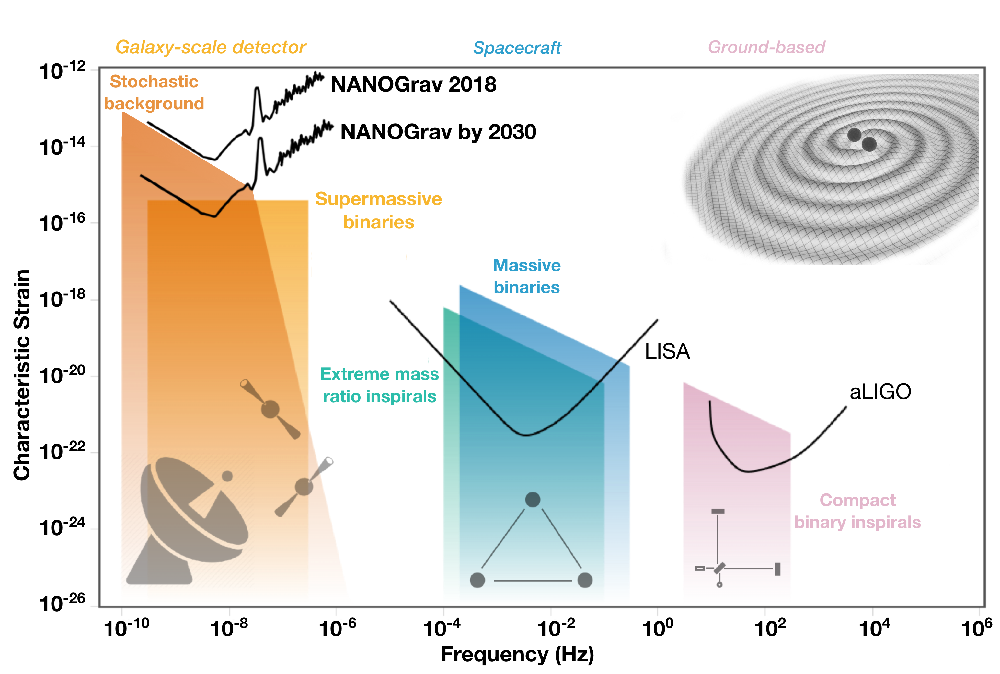 Galaxy-scale detector
Spacecraft
Ground-based
10-12
Stochastic
background
NANOGrav 2018
NANOGrav by 2030
10-14
Supermassive
binaries
10-16
Massive
binaries
10-18
LISA
Extreme mass
ratio inspirals
10-20
aLIGO
10-22
Compact
binary inspirals
10-24
10-26
Characteristic Strain
10-10 10-8 10-6 10-4 10-2 100 102 104 106
Frequency (Hz)